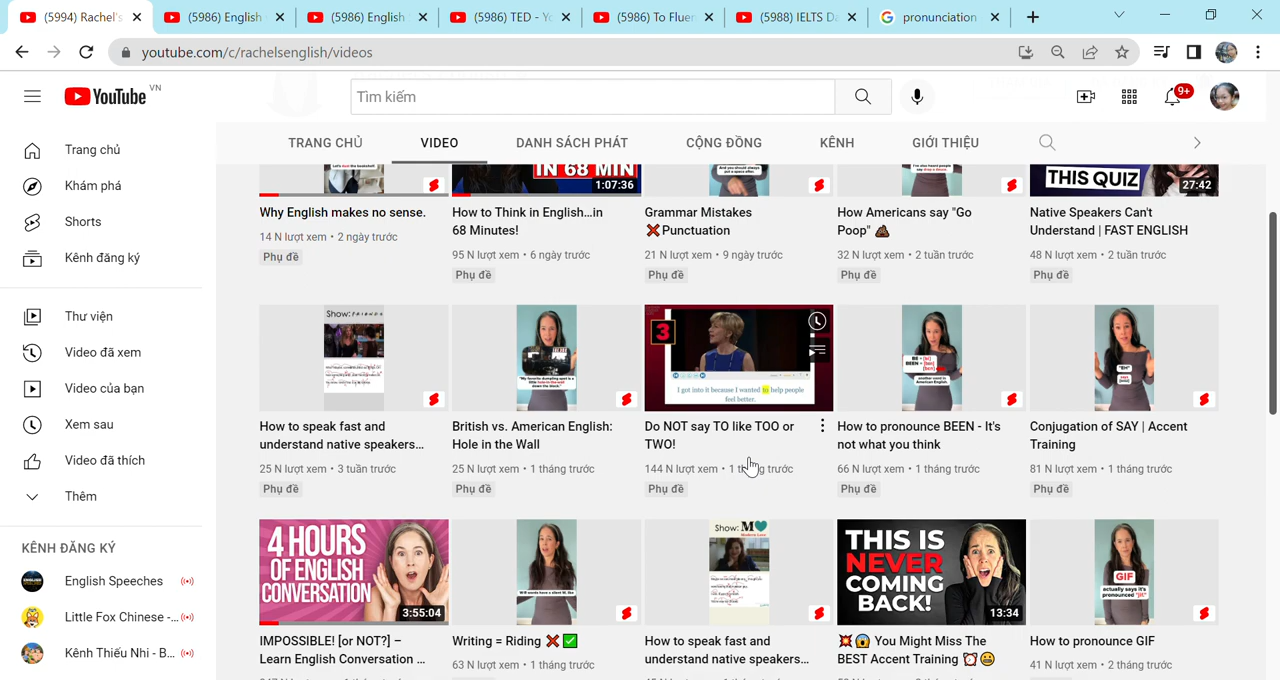 (5994) Rachel's
(5986) English
(5986) English
(5986) TED - Yo
(5986) To Fluen
(5988) IELTS Da
pronunciation
youtube.com/c/rachelsenglish/videos
YouTube VN
Tìm kiếm
9+
TRANG CHỦ
VIDEO
DANH SÁCH PHÁT
CỘNG ĐỒNG
KÊNH
GIỚI THIỆU
Trang chủ
Khám phá
Shorts
Kênh đăng ký
Thư viện
Video đã xem
Video của bạn
Xem sau
Video đã thích
Thêm
KÊNH ĐĂNG KÝ
English Speeches
Little Fox Chinese -...
Kênh Thiếu Nhi - B...
Why English makes no sense.
14 N lượt xem • 2 ngày trước
Phụ đề
IN 68 MIN
1:07:36
How to Think in English…in
68 Minutes!
95 N lượt xem • 6 ngày trước
Phụ đề
Grammar Mistakes
❌Punctuation
21 N lượt xem • 9 ngày trước
Phụ đề
How Americans say "Go
Poop" 💩
32 N lượt xem • 2 tuần trước
Phụ đề
THIS QUIZ
27:42
Native Speakers Can't
Understand | FAST ENGLISH
48 N lượt xem • 2 tuần trước
Phụ đề
Show: FRIENDS
How to speak fast and
understand native speakers...
25 N lượt xem • 3 tuần trước
Phụ đề
British vs. American English:
Hole in the Wall
25 N lượt xem • 1 tháng trước
Phụ đề
3
I got into it because I wanted to help people
feel better.
Do NOT say TO like TOO or
TWO!
144 N lượt xem • 1 tháng trước
Phụ đề
How to pronounce BEEN - It's
not what you think
66 N lượt xem • 1 tháng trước
Phụ đề
"EH"
Conjugation of SAY | Accent
Training
81 N lượt xem • 1 tháng trước
Phụ đề
4 HOURS
OF ENGLISH
CONVERSATION
3:55:04
IMPOSSIBLE! [or NOT?] –
Learn English Conversation ...
Writing = Riding ❌ ✅
63 N lượt xem • 1 tháng trước
Show: M
Modern Love
How to speak fast and
understand native speakers...
THIS IS
NEVER
COMING
BACK!
13:34
💥😱 You Might Miss The
BEST Accent Training ⏰😬
GIF
actually says it's
pronounced "jif".
How to pronounce GIF
41 N lượt xem • 2 tháng trước